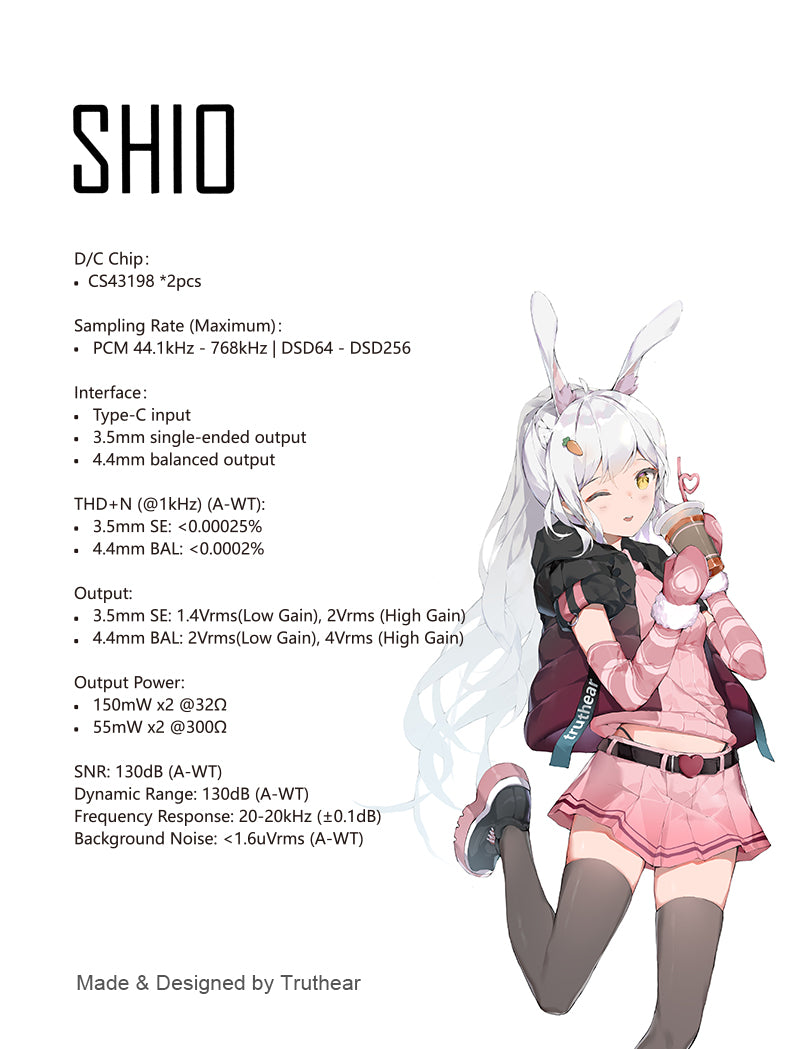 SHIO
D/C Chip:
• CS43198 *2pcs
Sampling Rate (Maximum):
• PCM 44.1kHz - 768kHz | DSD64 - DSD256
Interface:
• Type-C input
• 3.5mm single-ended output
• 4.4mm balanced output
THD+N (@1kHz) (A-WT):
• 3.5mm SE: <0.00025%
• 4.4mm BAL: <0.0002%
Output:
• 3.5mm SE: 1.4Vrms(Low Gain), 2Vrms (High Gain)
• 4.4mm BAL: 2Vrms(Low Gain), 4Vrms (High Gain)
Output Power:
• 150mW x2 @32Ω
• 55mW x2 @300Ω
SNR: 130dB (A-WT)
Dynamic Range: 130dB (A-WT)
Frequency Response: 20-20kHz (±0.1dB)
Background Noise: <1.6uVrms (A-WT)
truthear
Made & Designed by Truthear